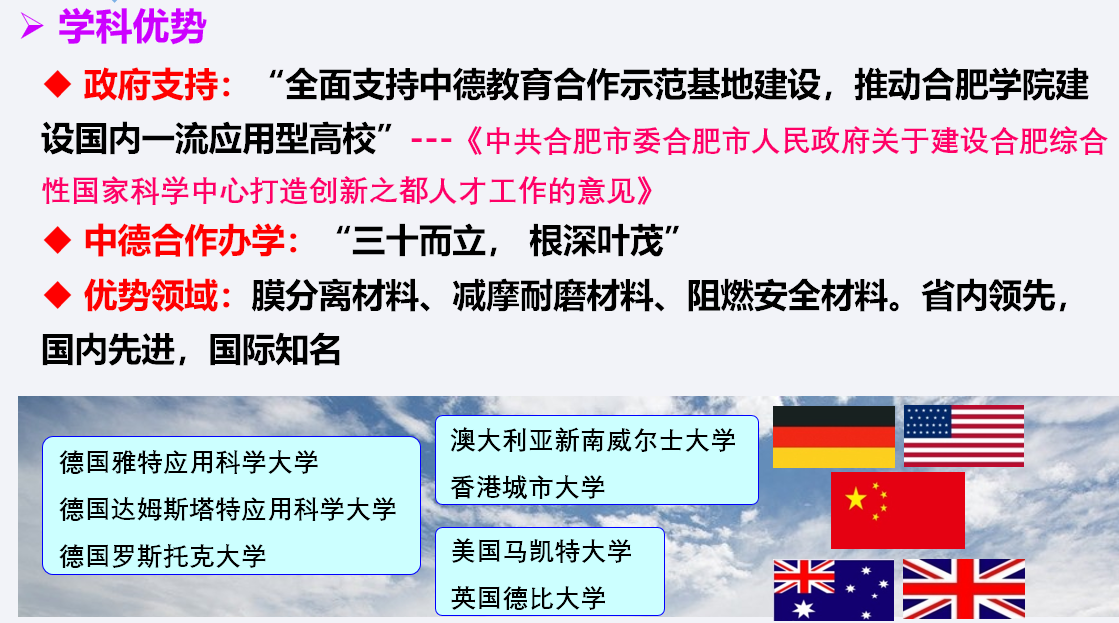 学科优势
政府支持：“全面支持中德教育合作示范基地建设，推动合肥学院建
设国内一流应用型高校”---《中共合肥市委合肥市人民政府关于建设合肥综合
性国家科学中心打造创新之都人才工作的意见》
中德合作办学：“三十而立， 根深叶茂”
优势领域：膜分离材料、减摩耐磨材料、阻燃安全材料。省内领先，
国内先进，国际知名
德国雅特应用科学大学
德国达姆斯塔特应用科学大学
德国罗斯托克大学
澳大利亚新南威尔士大学
香港城市大学
美国马凯特大学
英国德比大学